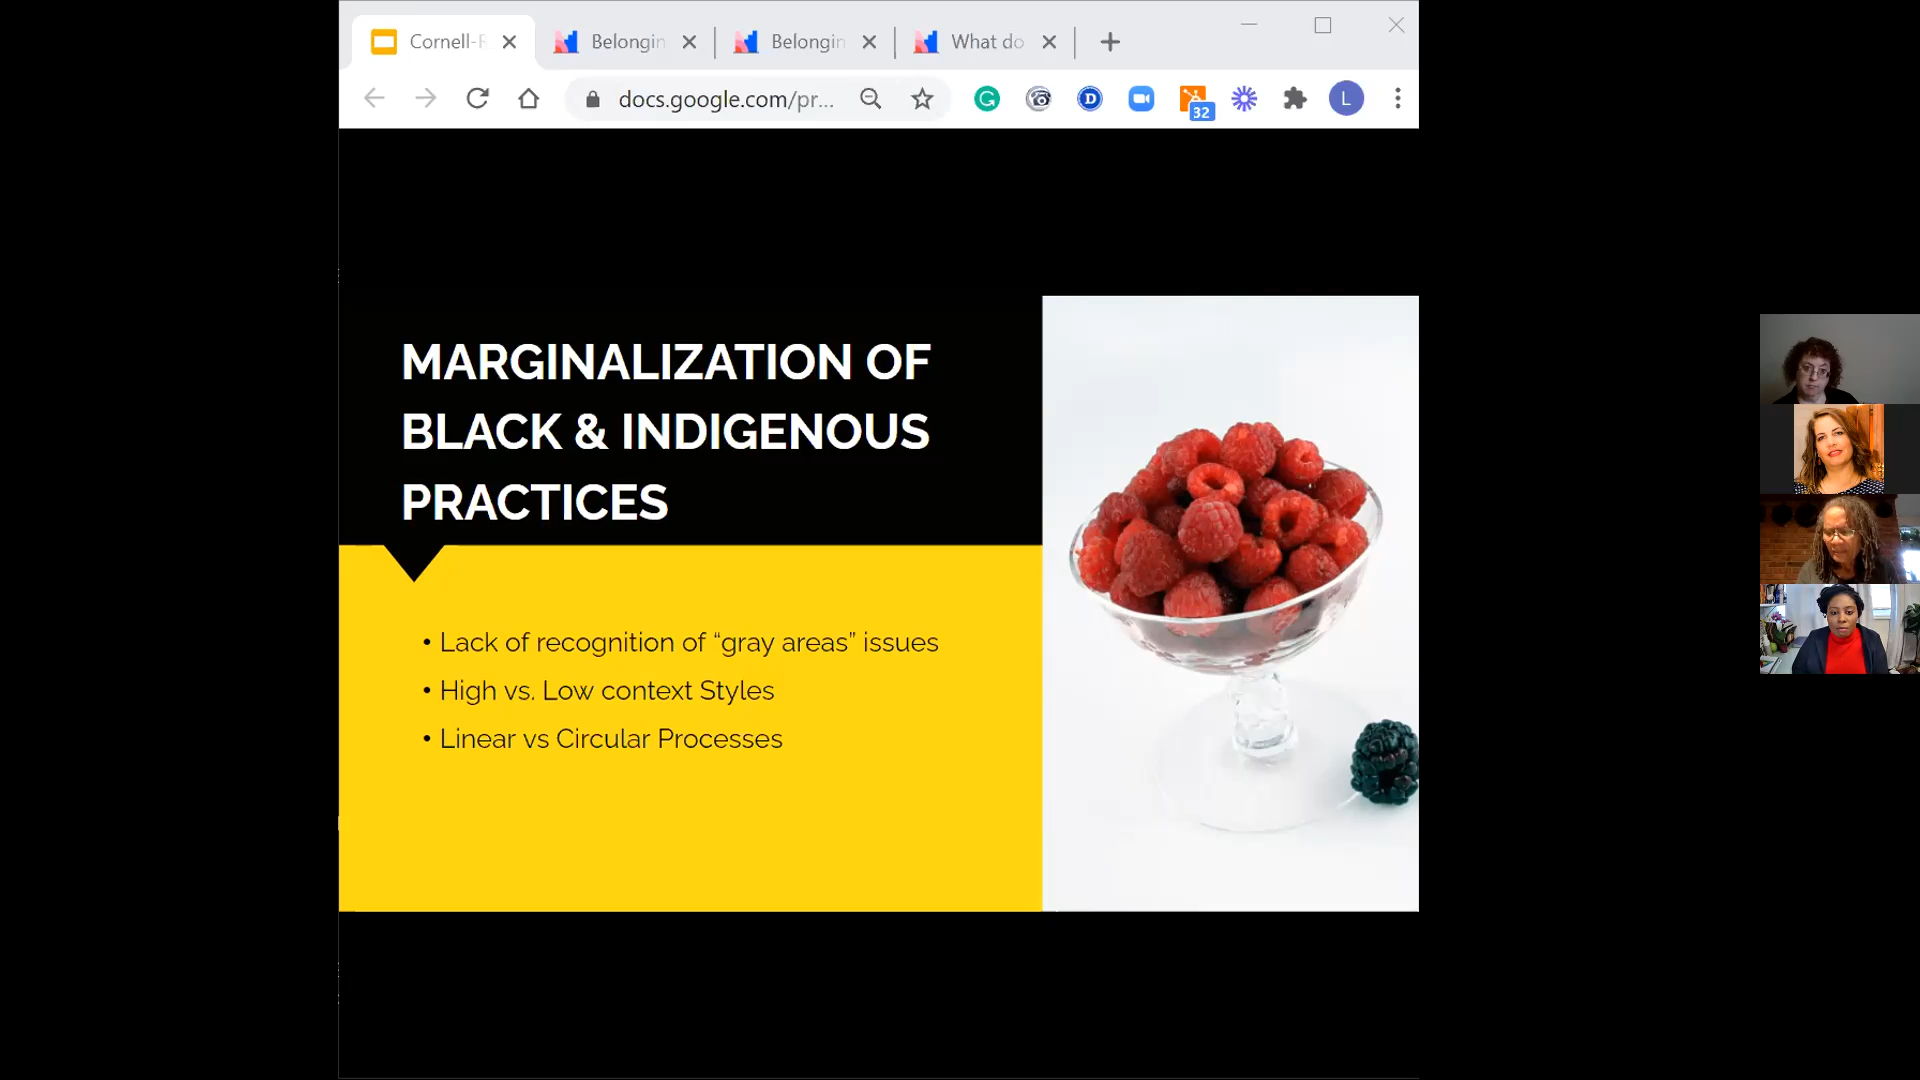 Cornell-R
Belongin
Belongin
What do
docs.google.com/pr...
D
32
L
MARGINALIZATION OF
BLACK & INDIGENOUS
PRACTICES
• Lack of recognition of “gray areas” issues
• High vs. Low context Styles
• Linear vs Circular Processes